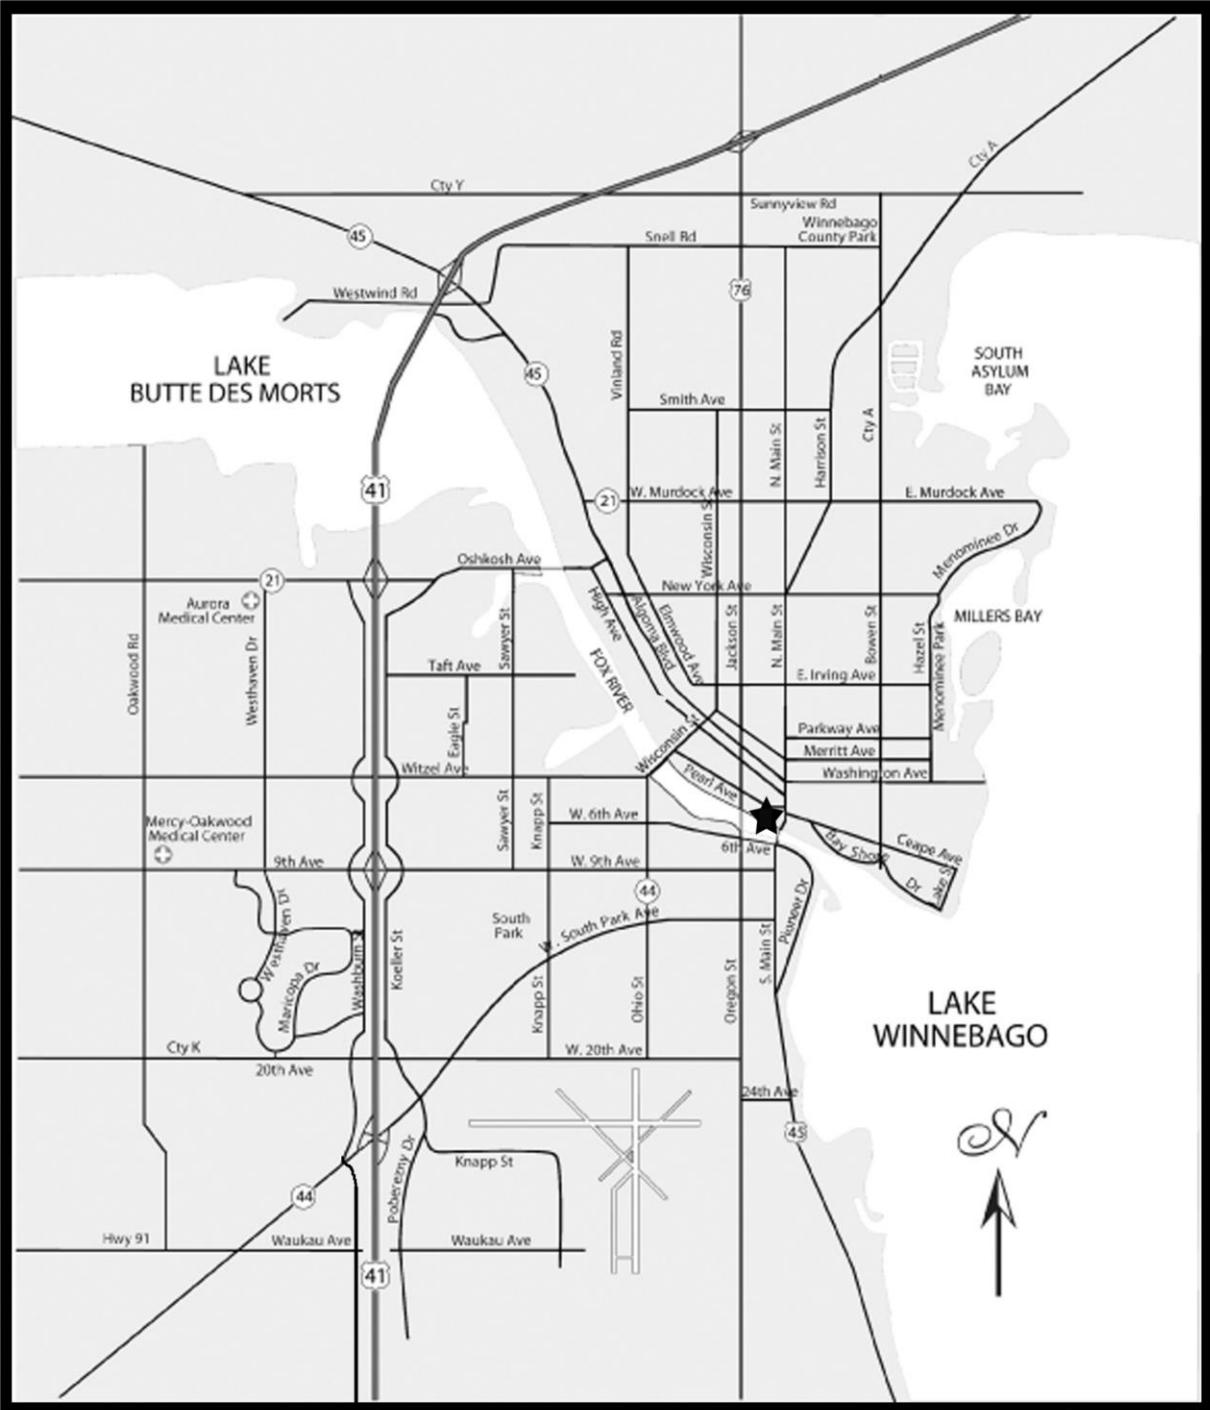 Cty A
Cty Y
Sunnyview Rd
Winnebago
County Park
45
Snell Rd
76
Westwind Rd
LAKE
BUTTE DES MORTS
45
Vinland Rd
SOUTH
ASYLUM
BAY
Smith Ave
N. Main St
Harrison St
Cty A
41
21
W. Murdock Ave
E. Murdock Ave
Wisconsin St
Menominee Dr
Oshkosh Ave
21
New York Ave
Aurora
Medical Center
High Ave
Algoma Blvd
Elmwood Ave
MILLERS BAY
Oakwood Rd
Westhaven Dr
Sawyer St
Jackson St
N. Main St
Bowen St
Hazel St
Menominee Park
Taft Ave
FOX RIVER
E. Irving Ave
Eagle St
Wisconsin St
Parkway Ave
Merritt Ave
Witzel Ave
Washington Ave
Pearl Ave
Mercy-Oakwood
Medical Center
Sawyer St
Knapp St
W. 6th Ave
6th Ave
Bay Shore
Dr
Ceape Ave
Lake St
9th Ave
W. 9th Ave
44
Westhaven Dr
South
Park
W. South Park Ave
Pioneer Dr
S. Main St
Maricopa Dr
Washburn St
Koeller St
Knapp St
Ohio St
Oregon St
LAKE
WINNEBAGO
Cty K
20th Ave
W. 20th Ave
24th Ave
45
N
Poberezny Dr
Knapp St
44
Hwy 91
Waukau Ave
Waukau Ave
41